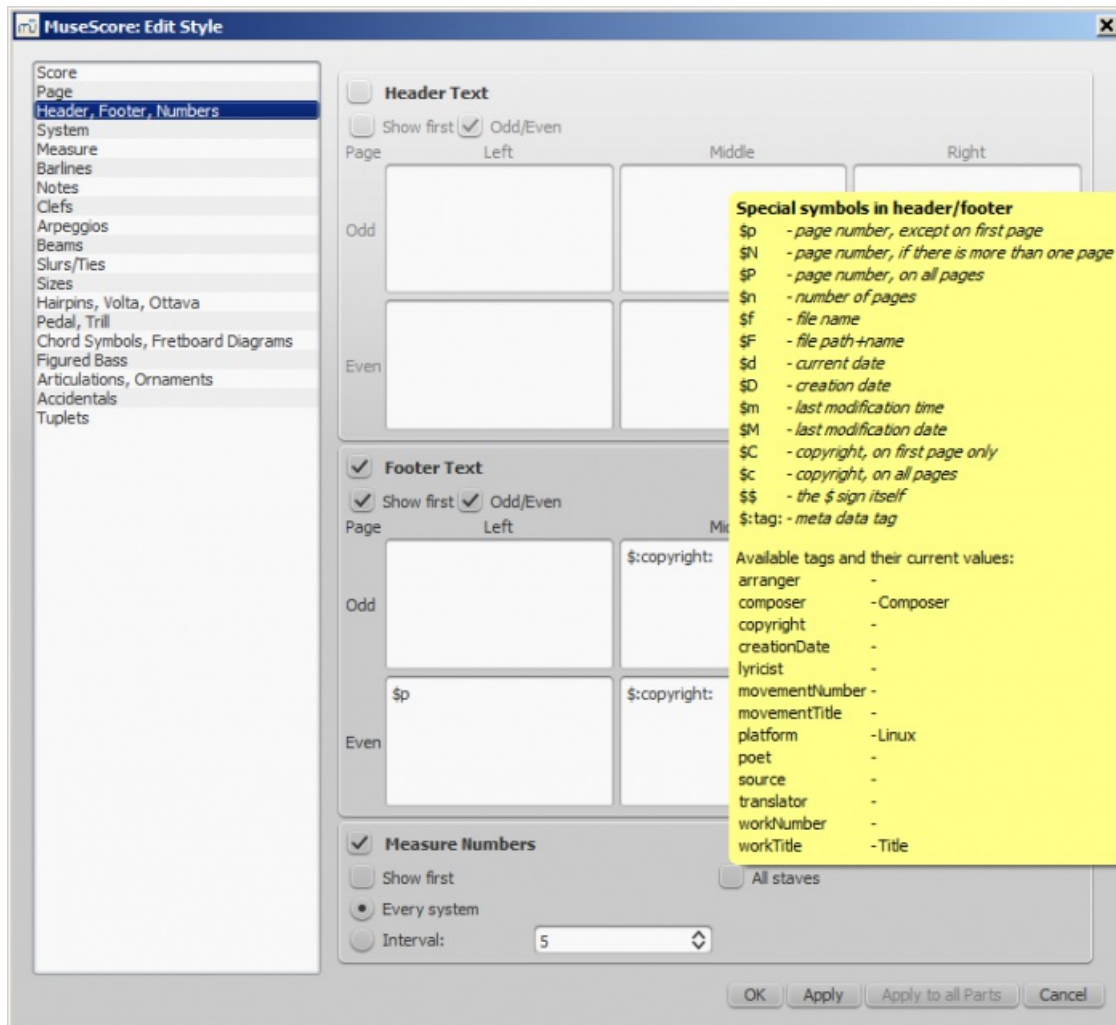 MuseScore: Edit Style
Score
Page
Header, Footer, Numbers
System
Measure
Barlines
Notes
Clefs
Arpeggios
Beams
Slurs/Ties
Sizes
Hairpins, Volta, Ottava
Pedal, Trill
Chord Symbols, Fretboard Diagrams
Figured Bass
Articulations, Ornaments
Accidentals
Tuplets
Header Text
Show first Odd/Even
Page Left Middle Right
Odd
Even
Footer Text
Show first Odd/Even
Page Left
Odd $:copyright:
$p $:copyright:
Even
Measure Numbers
Show first All staves
Every system
Interval: 5
Special symbols in header/footer
$p - page number, except on first page
$N - page number, if there is more than one page
$P - page number, on all pages
$n - number of pages
$f - file name
$F - file path+name
$d - current date
$D - creation date
$m - last modification time
$M - last modification date
$C - copyright, on first page only
$c - copyright, on all pages
$$ - the $ sign itself
$:tag: - meta data tag
Available tags and their current values:
arranger -
composer -Composer
copyright -
creationDate -
lyricist -
movementNumber -
movementTitle -
platform -Linux
poet -
source -
translator -
workNumber -
workTitle -Title
OK Apply Apply to all Parts Cancel